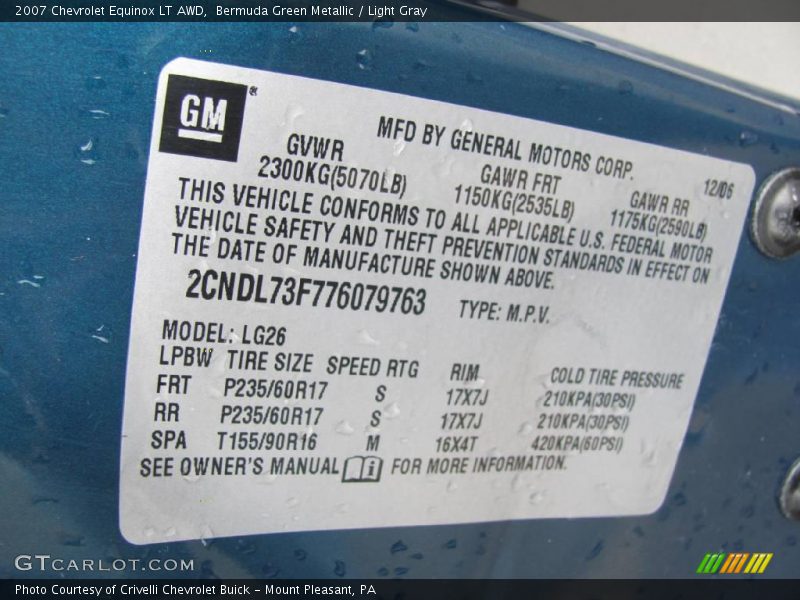 2007 Chevrolet Equinox LT AWD,  Bermuda Green Metallic / Light Gray
GM®
MFD BY GENERAL MOTORS CORP.
12/06
GVWR GAWR FRT GAWR RR
2300KG(5070LB) 1150KG(2535LB) 1175KG(2590LB)
THIS VEHICLE CONFORMS TO ALL APPLICABLE U.S. FEDERAL MOTOR
VEHICLE SAFETY AND THEFT PREVENTION STANDARDS IN EFFECT ON
THE DATE OF MANUFACTURE SHOWN ABOVE.
2CNDL73F776079763 TYPE: M.P.V.
MODEL: LG26
LPBW TIRE SIZE SPEED RTG RIM COLD TIRE PRESSURE
FRT P235/60R17 S 17X7J 210KPA(30PSI)
RR P235/60R17 S 17X7J 210KPA(30PSI)
SPA T155/90R16 M 16X4T 420KPA(60PSI)
SEE OWNER'S MANUAL i FOR MORE INFORMATION.
GTCARLOT.COM
Photo Courtesy of Crivelli Chevrolet Buick - Mount Pleasant, PA